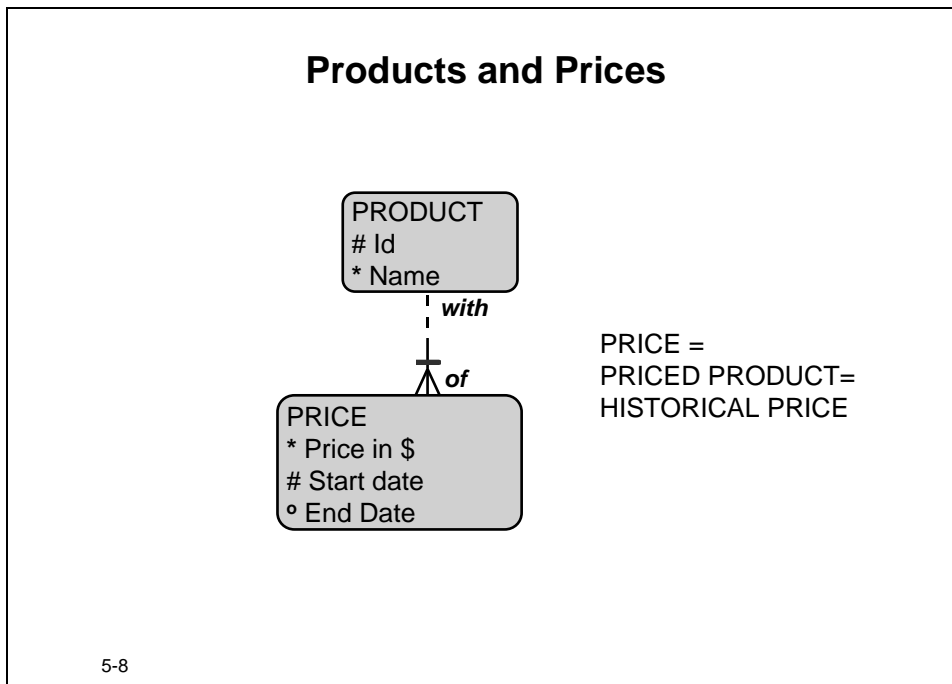 Products and Prices
PRODUCT
# Id
* Name
with
of
PRICE
* Price in $
# Start date
º End Date
PRICE =
PRICED PRODUCT=
HISTORICAL PRICE
5-8